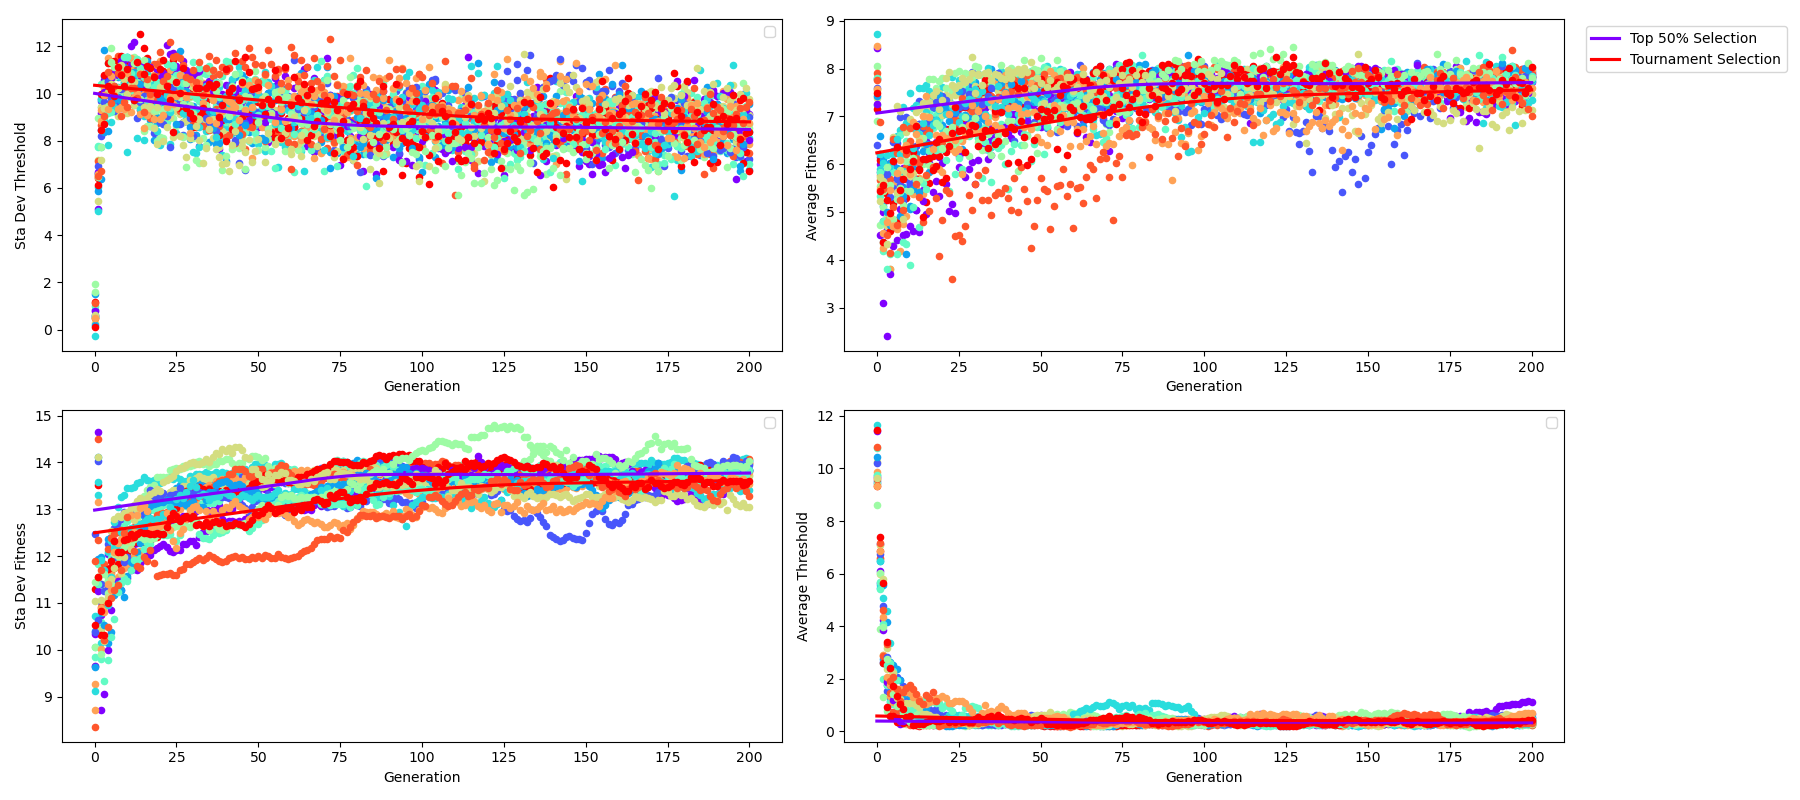 12
10
8
6
4
2
0
Sta Dev Threshold
0 25 50 75 100 125 150 175 200
Generation
9
8
7
6
5
4
3
Average Fitness
0 25 50 75 100 125 150 175 200
Generation
Top 50% Selection
Tournament Selection
15
14
13
12
11
10
9
Sta Dev Fitness
0 25 50 75 100 125 150 175 200
Generation
12
10
8
6
4
2
0
Average Threshold
0 25 50 75 100 125 150 175 200
Generation